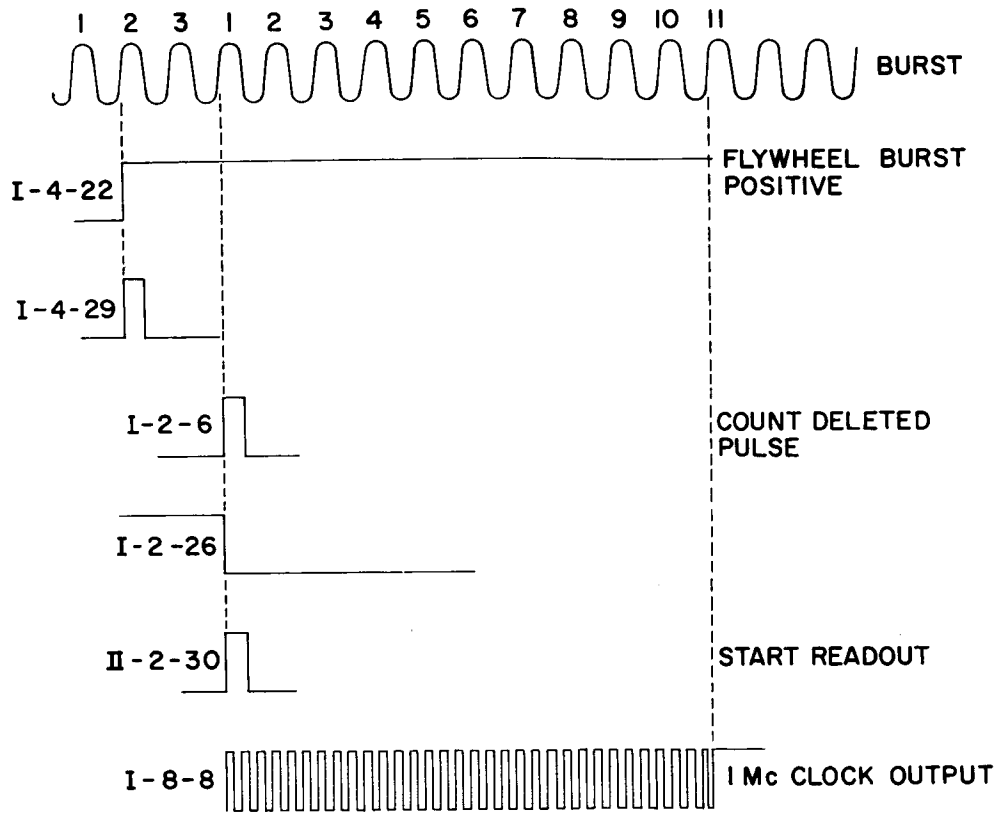 1 2 3 1 2 3 4 5 6 7 8 9 10 11
BURST
I-4-22
FLYWHEEL BURST
POSITIVE
I-4-29
I-2-6
COUNT DELETED
PULSE
I-2-26
II-2-30
START READOUT
I-8-8
1 Mc CLOCK OUTPUT